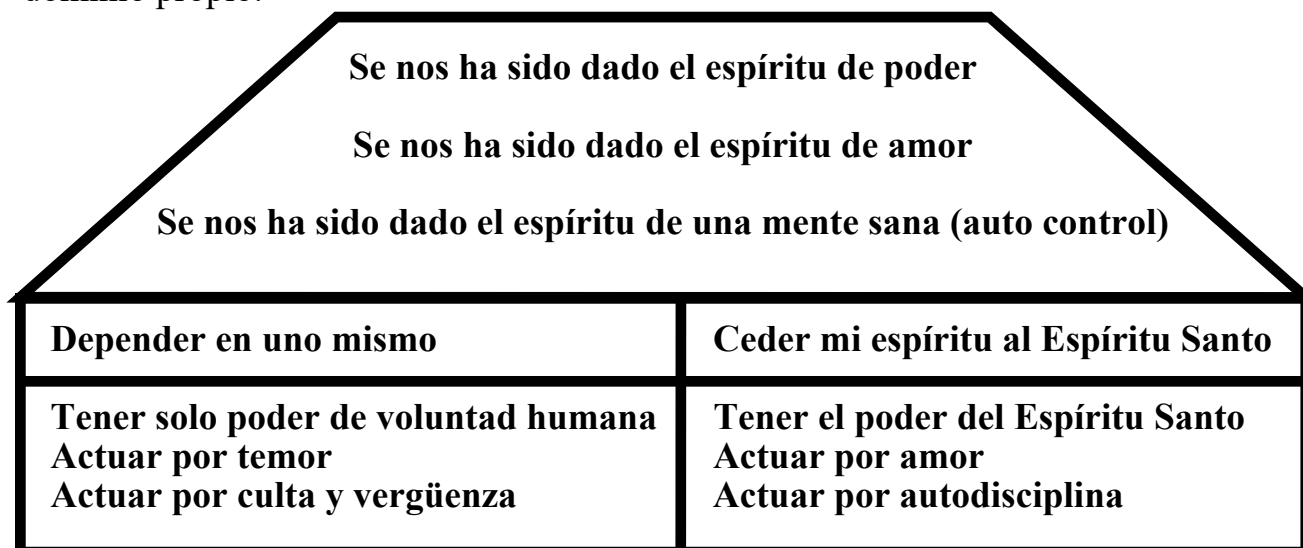 dominio propio.
Se nos ha sido dado el espíritu de poder
Se nos ha sido dado el espíritu de amor
Se nos ha sido dado el espíritu de una mente sana (auto control)
Depender en uno mismo
Ceder mi espíritu al Espíritu Santo
Tener solo poder de voluntad humana
Actuar por temor
Actuar por culta y vergüenza
Tener el poder del Espíritu Santo
Actuar por amor
Actuar por autodisciplina